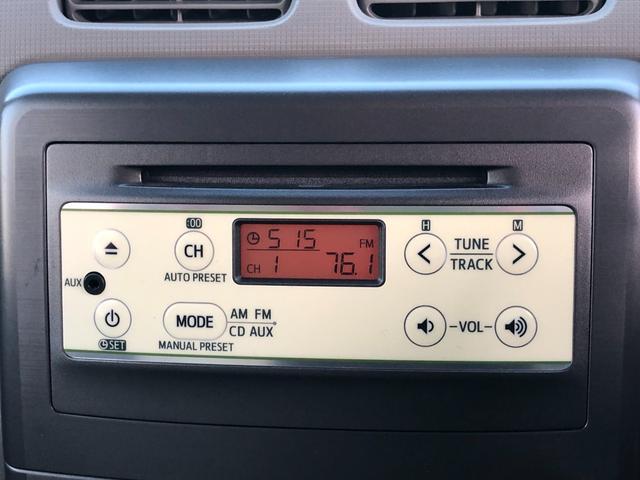 :00
H
M
CH
5 15
FM
TUNE
TRACK
CH 1 76.1
AUTO PRESET
AUX
MODE
AM FM
CD AUX
VOL
SET
MANUAL PRESET